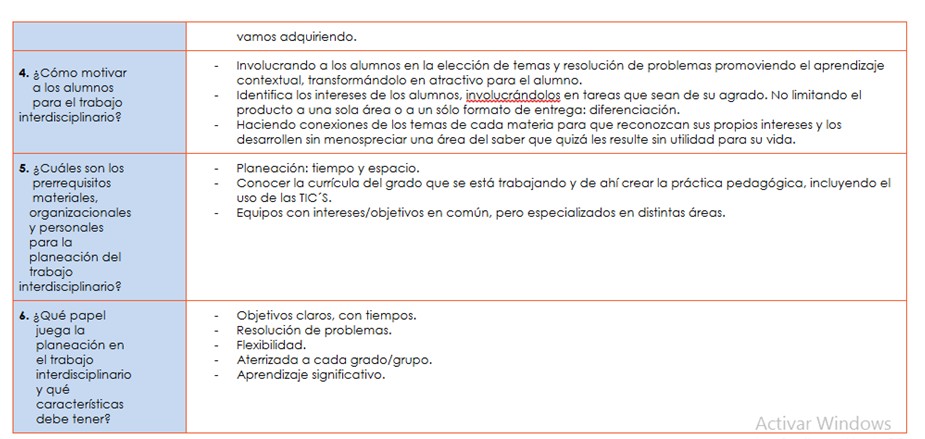 vamos adquiriendo.
4. ¿Cómo motivar
a los alumnos
para el trabajo
interdisciplinario?
- Involucrando a los alumnos en la elección de temas y resolución de problemas promoviendo el aprendizaje
contextual, transformándolo en atractivo para el alumno.
- Identifica los intereses de los alumnos, involucrándolos en tareas que sean de su agrado. No limitando el
producto a una sola área o a un sólo formato de entrega: diferenciación.
- Haciendo conexiones de los temas de cada materia para que reconozcan sus propios intereses y los
desarrollen sin menospreciar una área del saber que quizá les resulte sin utilidad para su vida.
5. ¿Cuáles son los
prerrequisitos
materiales,
organizacionales
y personales
para la
planeación del
trabajo
interdisciplinario?
- Planeación: tiempo y espacio.
- Conocer la currícula del grado que se está trabajando y de ahí crear la práctica pedagógica, incluyendo el
uso de las TIC´S.
- Equipos con intereses/objetivos en común, pero especializados en distintas áreas.
6. ¿Qué papel
juega la
planeación en
el trabajo
interdisciplinario
y qué
características
debe tener?
- Objetivos claros, con tiempos.
- Resolución de problemas.
- Flexibilidad.
- Aterrizada a cada grado/grupo.
- Aprendizaje significativo.
Activar Windows